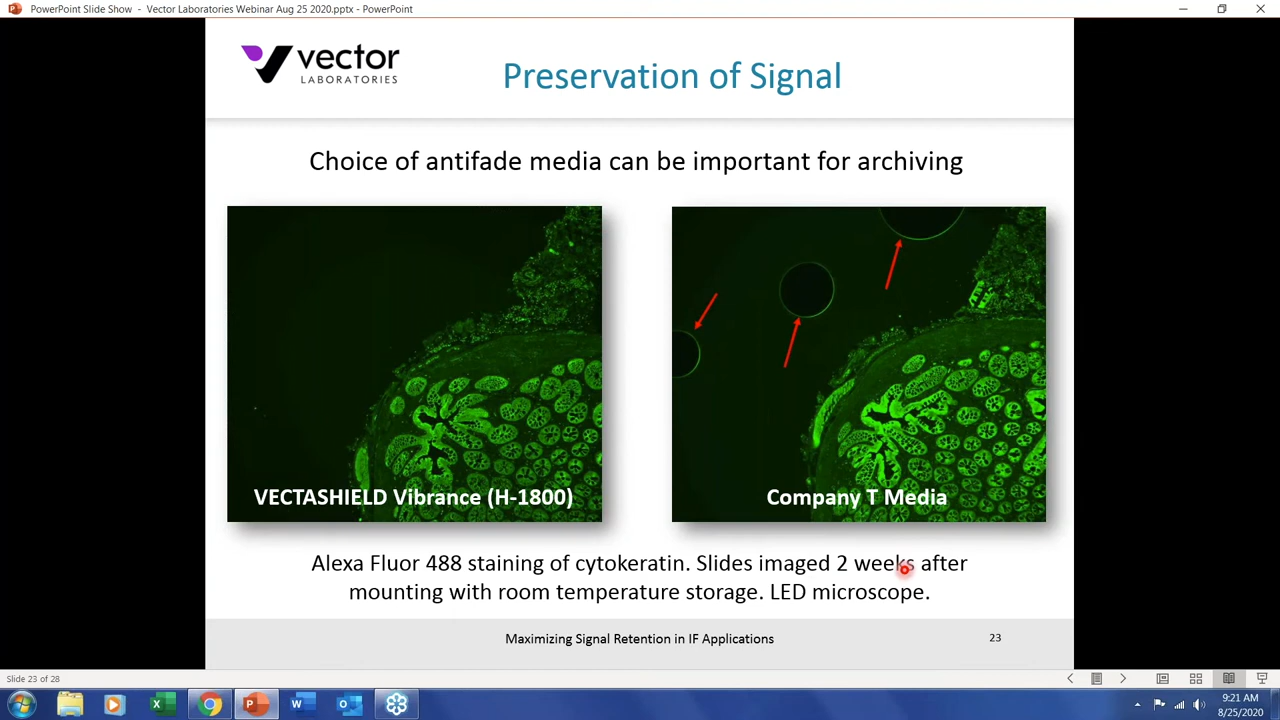 PowerPoint Slide Show - Vector Laboratories Webinar Aug 25 2020.pptx - PowerPoint
vector
LABORATORIES
Preservation of Signal
Choice of antifade media can be important for archiving
VECTASHIELD Vibrance (H-1800)
Company T Media
Alexa Fluor 488 staining of cytokeratin. Slides imaged 2 weeks after
mounting with room temperature storage. LED microscope.
Maximizing Signal Retention in IF Applications
23
Slide 23 of 28
9:21 AM
8/25/2020